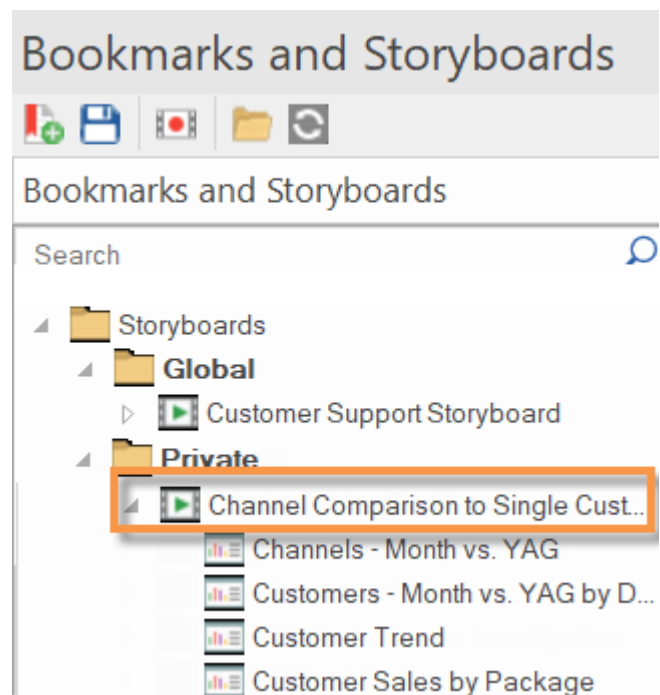 Bookmarks and Storyboards
Bookmarks and Storyboards
Search
Storyboards
Global
Customer Support Storyboard
Private
Channel Comparison to Single Cust...
Channels - Month vs. YAG
Customers - Month vs. YAG by D...
Customer Trend
Customer Sales by Package